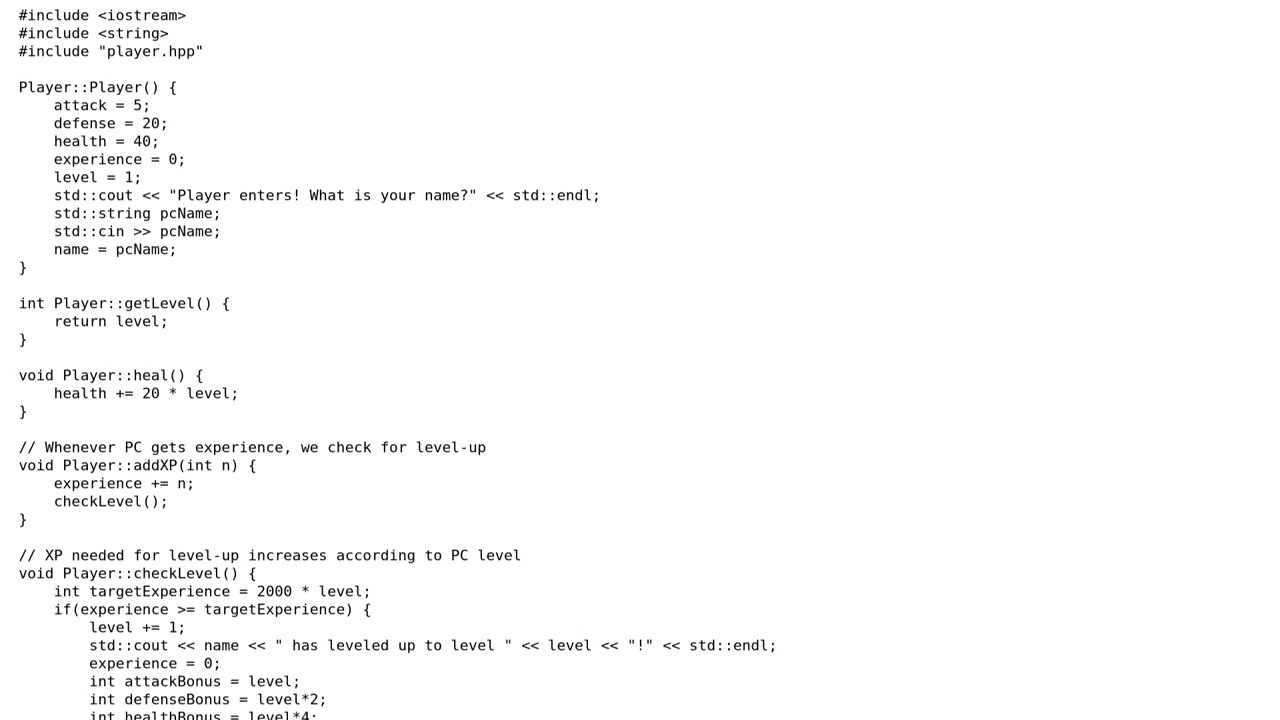 #include <iostream>
#include <string>
#include "player.hpp"

Player::Player() {
    attack = 5;
    defense = 20;
    health = 40;
    experience = 0;
    level = 1;
    std::cout << "Player enters! What is your name?" << std::endl;
    std::string pcName;
    std::cin >> pcName;
    name = pcName;
}

int Player::getLevel() {
    return level;
}

void Player::heal() {
    health += 20 * level;
}

// Whenever PC gets experience, we check for level-up
void Player::addXP(int n) {
    experience += n;
    checkLevel();
}

// XP needed for level-up increases according to PC level
void Player::checkLevel() {
    int targetExperience = 2000 * level;
    if(experience >= targetExperience) {
        level += 1;
        std::cout << name << " has leveled up to level " << level << "!" << std::endl;
        experience = 0;
        int attackBonus = level;
        int defenseBonus = level*2;
        int healthBonus = level*4;